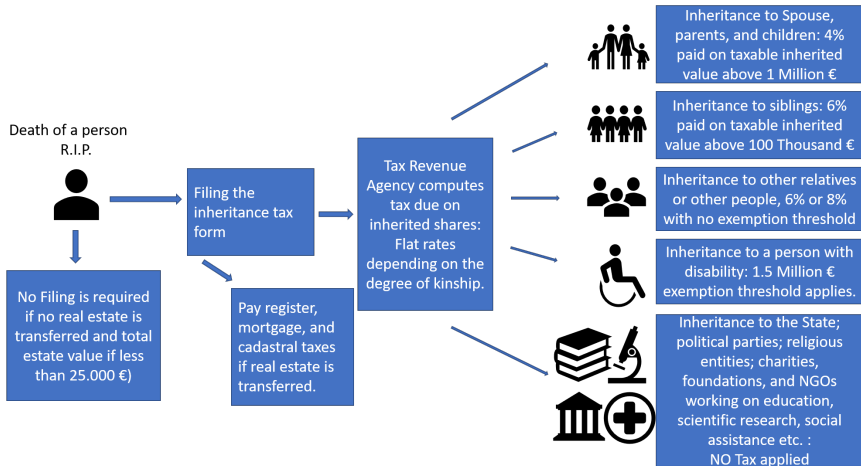 Death of a person
R.I.P.
No Filing is required
if no real estate is
transferred and total
estate value if less
than 25.000 €)
Filing the
inheritance tax
form
Pay register,
mortgage, and
cadastral taxes
if real estate is
transferred.
Tax Revenue
Agency computes
tax due on
inherited shares:
Flat rates
depending on the
degree of kinship.
Inheritance to Spouse,
parents, and children: 4%
paid on taxable inherited
value above 1 Million €
Inheritance to siblings: 6%
paid on taxable inherited
value above 100 Thousand €
Inheritance to other relatives
or other people, 6% or 8%
with no exemption threshold
Inheritance to a person with
disability: 1.5 Million €
exemption threshold applies.
Inheritance to the State;
political parties; religious
entities; charities,
foundations, and NGOs
working on education,
scientific research, social
assistance etc. :
NO Tax applied